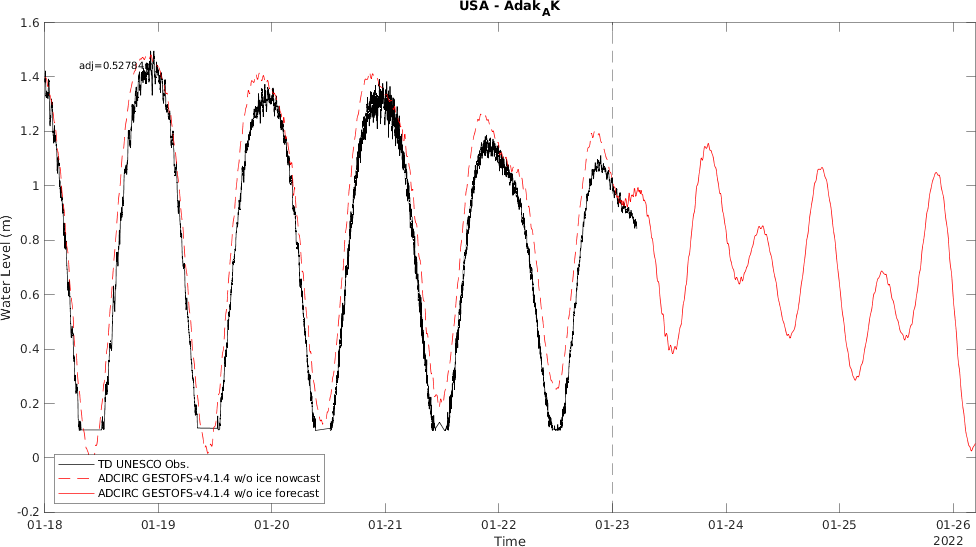 USA - Adak_AK
1.6
1.4
1.2
1
0.8
0.6
0.4
0.2
0
-0.2
Water Level (m)
adj=0.52784
TD UNESCO Obs.
ADCIRC GESTOFS-v4.1.4 w/o ice nowcast
ADCIRC GESTOFS-v4.1.4 w/o ice forecast
01-18 01-19 01-20 01-21 01-22 01-23 01-24 01-25 01-26
Time
2022